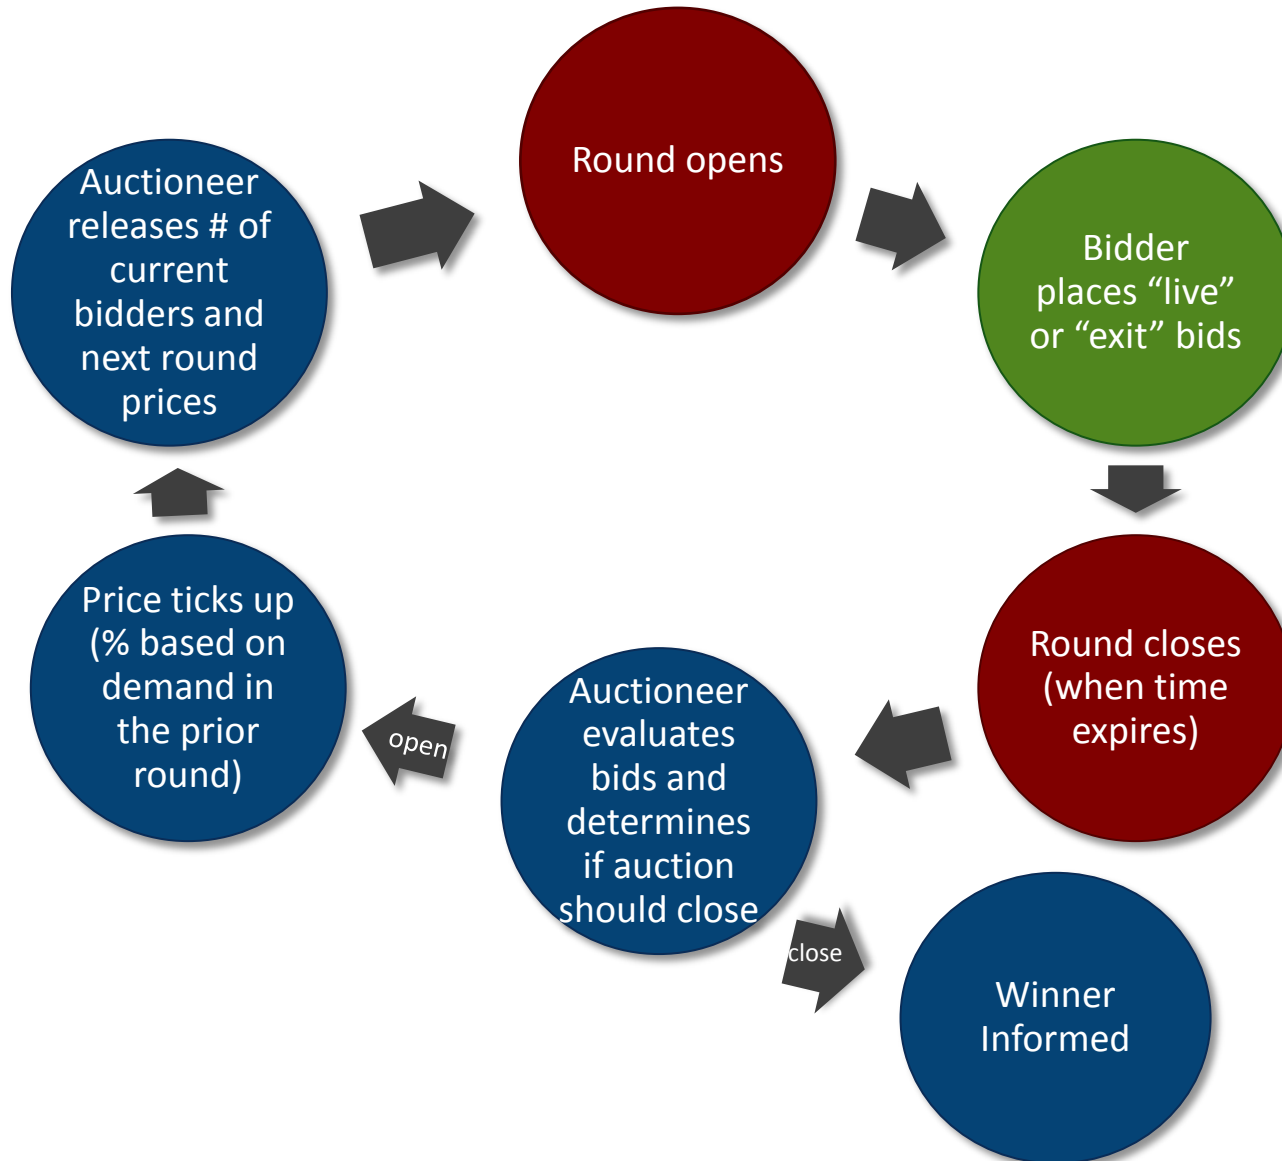 Round opens
Bidder
places “live”
or “exit” bids
Round closes
(when time
expires)
Auctioneer
evaluates
bids and
determines
if auction
should close
close
Winner
Informed
open
Price ticks up
(% based on
demand in
the prior
round)
Auctioneer
releases # of
current
bidders and
next round
prices